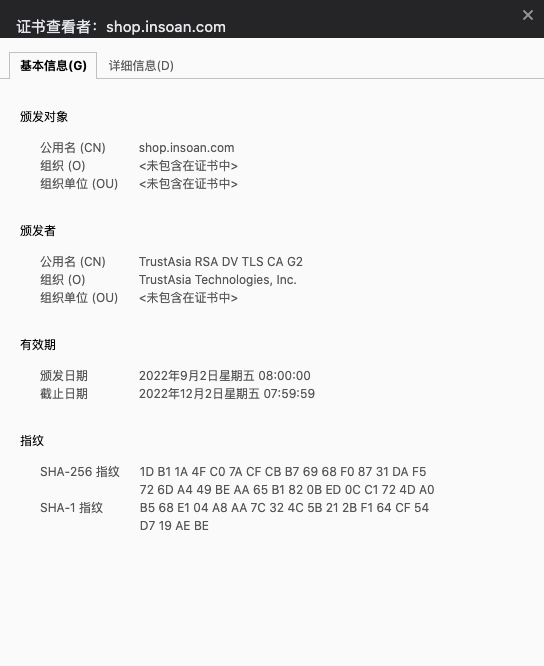 证书查看者：shop.insoan.com
基本信息(G) 详细信息(D)
颁发对象
公用名 (CN) shop.insoan.com
组织 (O) <未包含在证书中>
组织单位 (OU) <未包含在证书中>
颁发者
公用名 (CN) TrustAsia RSA DV TLS CA G2
组织 (O) TrustAsia Technologies, Inc.
组织单位 (OU) <未包含在证书中>
有效期
颁发日期 2022年9月2日星期五 08:00:00
截止日期 2022年12月2日星期五 07:59:59
指纹
SHA-256 指纹 1D B1 1A 4F C0 7A CF CB B7 69 68 F0 87 31 DA F5
72 6D A4 49 BE AA 65 B1 82 0B ED 0C C1 72 4D A0
SHA-1 指纹 B5 68 E1 04 A8 AA 7C 32 4C 5B 21 2B F1 64 CF 54
D7 19 AE BE